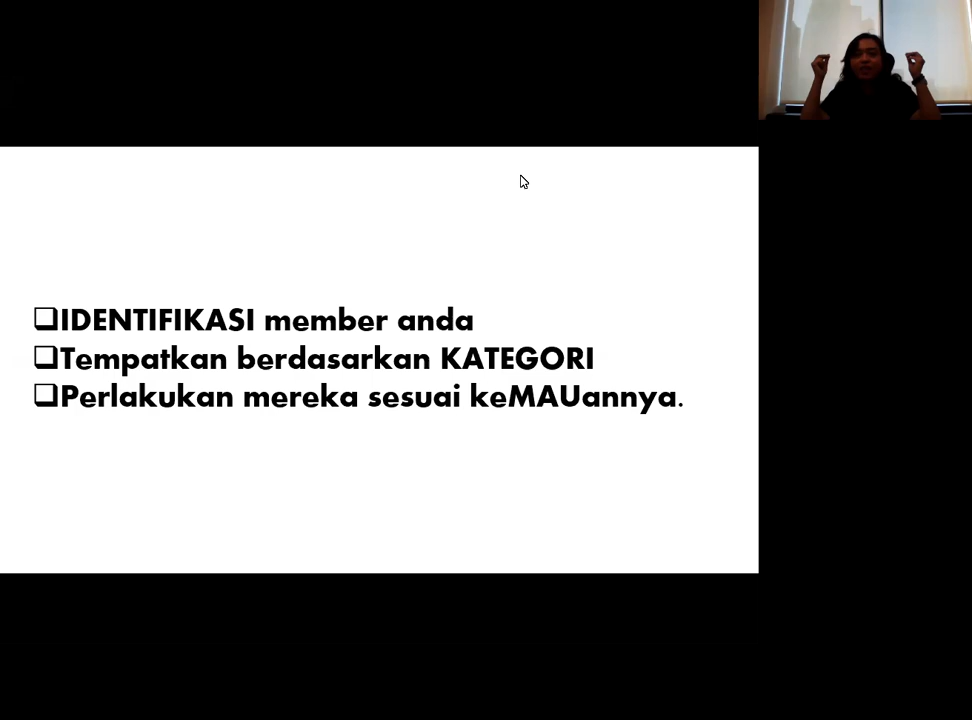 ❑IDENTIFIKASI member anda
❑Tempatkan berdasarkan KATEGORI
❑Perlakukan mereka sesuai keMAUannya.